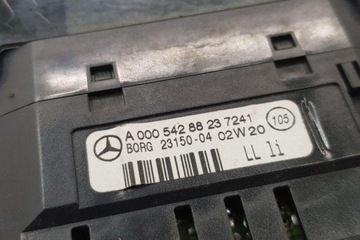 A 000 542 88 23 7241
BORG 23150-04 02W20
105
LL 1i